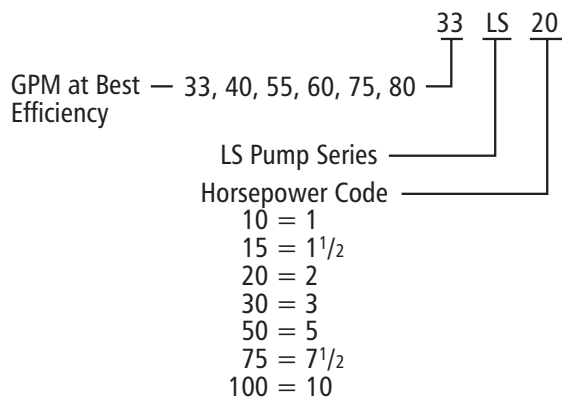 33 LS 20
GPM at Best — 33, 40, 55, 60, 75, 80
Efficiency
LS Pump Series
Horsepower Code
10 = 1
15 = 1 1/2
20 = 2
30 = 3
50 = 5
75 = 7 1/2
100 = 10